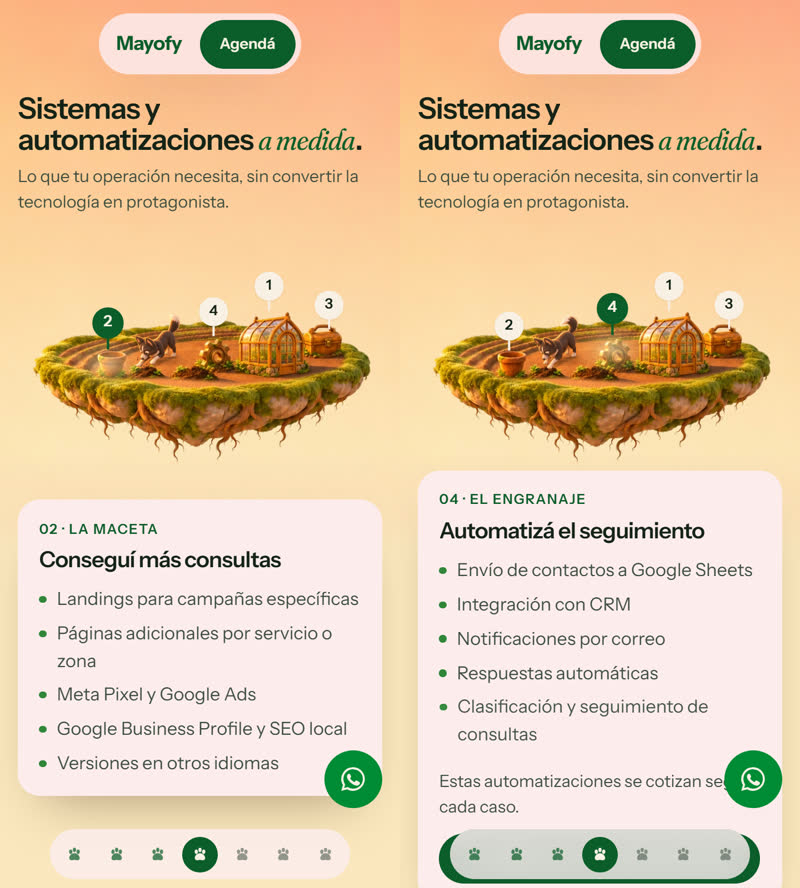 Mayofy
Agendá
Sistemas y
automatizaciones a medida.
Lo que tu operación necesita, sin convertir la
tecnología en protagonista.
1
2
3
4
02 · LA MACETA
Conseguí más consultas
Landings para campañas específicas
Páginas adicionales por servicio o
zona
Meta Pixel y Google Ads
Google Business Profile y SEO local
Versiones en otros idiomas
Mayofy
Agendá
Sistemas y
automatizaciones a medida.
Lo que tu operación necesita, sin convertir la
tecnología en protagonista.
1
2
3
4
04 · EL ENGRANAJE
Automatizá el seguimiento
Envío de contactos a Google Sheets
Integración con CRM
Notificaciones por correo
Respuestas automáticas
Clasificación y seguimiento de
consultas
Estas automatizaciones se cotizan
cada caso.